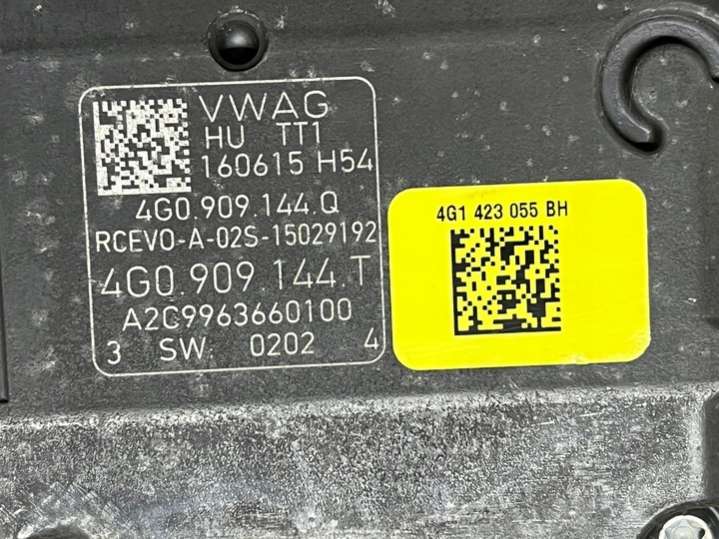 VWAG
HU TT1
160615 H54
4G0.909.144.Q
RCEVO-A-02S-15029192
4G0.909.144.T
A2C9963660100
3 SW: 0202 4
4G1 423 055 BH